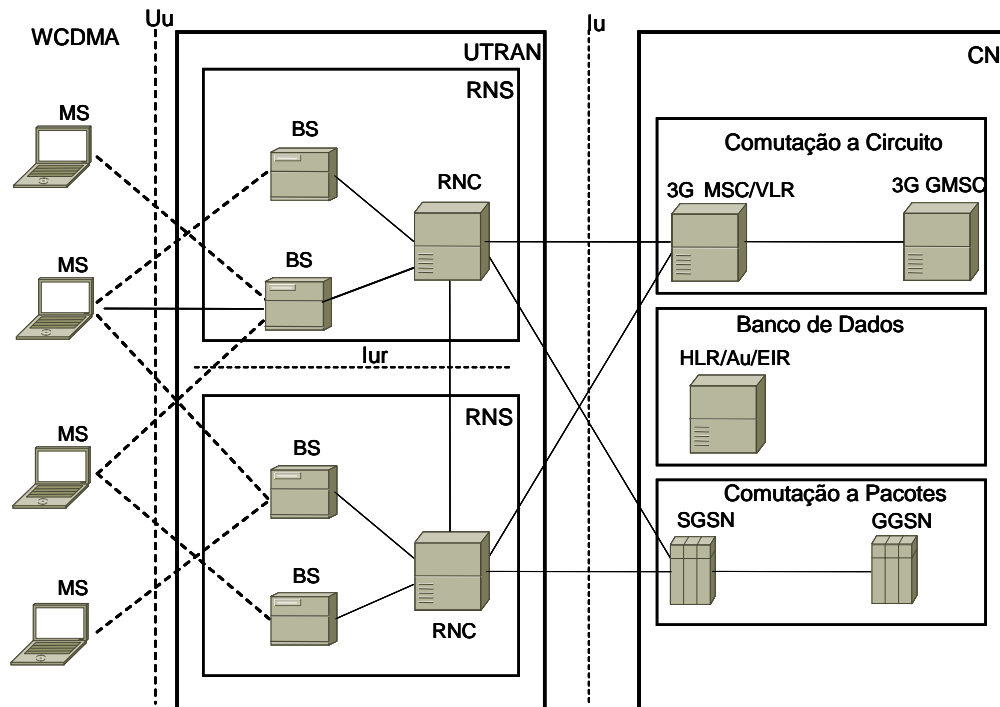 WCDMA
Uu
Iu
UTRAN
CN
RNS
MS
BS
RNC
BS
MS
Iur
RNS
MS
BS
BS
MS
RNC
Comutação a Circuito
3G MSC/VLR
3G GMSC
Banco de Dados
HLR/Au/EIR
Comutação a Pacotes
SGSN
GGSN